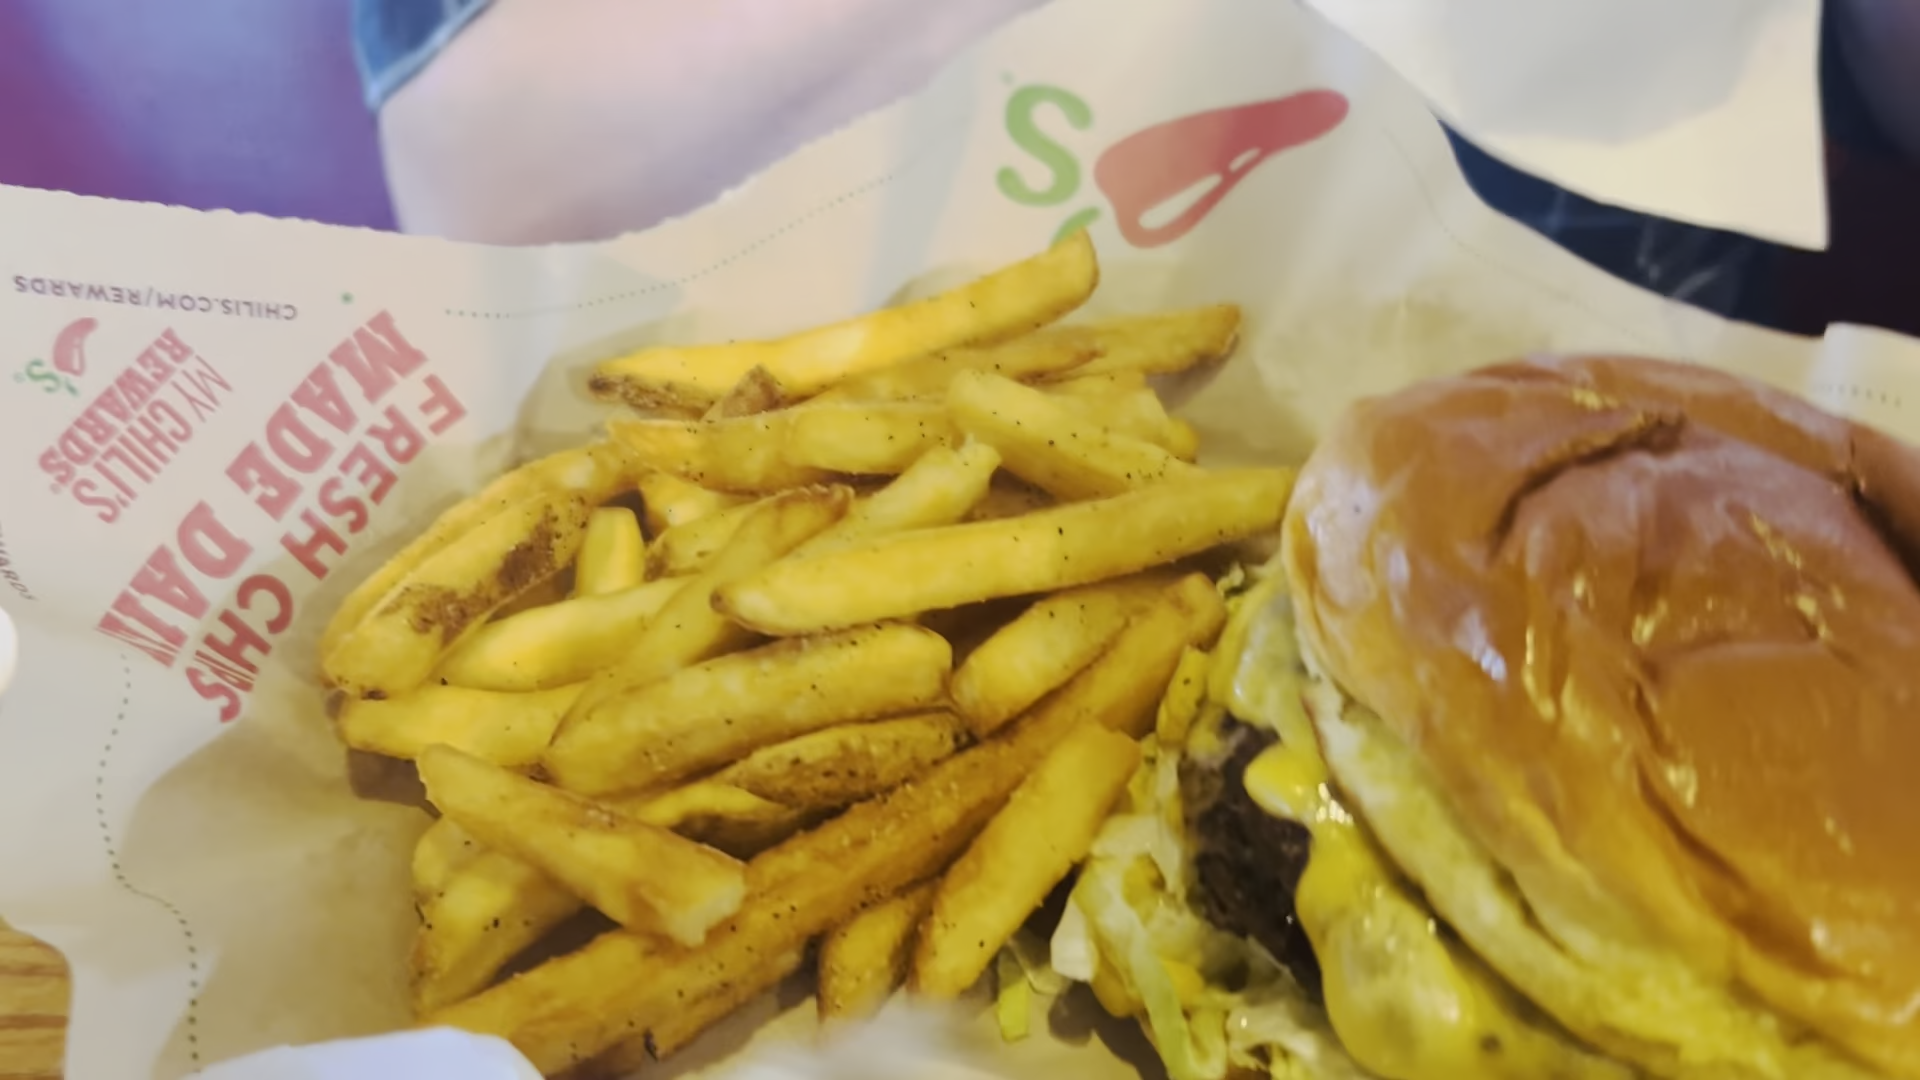 CHILIS.COM/REWARDS
MY CHILI'S
REWARDS®
FRESH CHIPS
MADE DAI
S
S